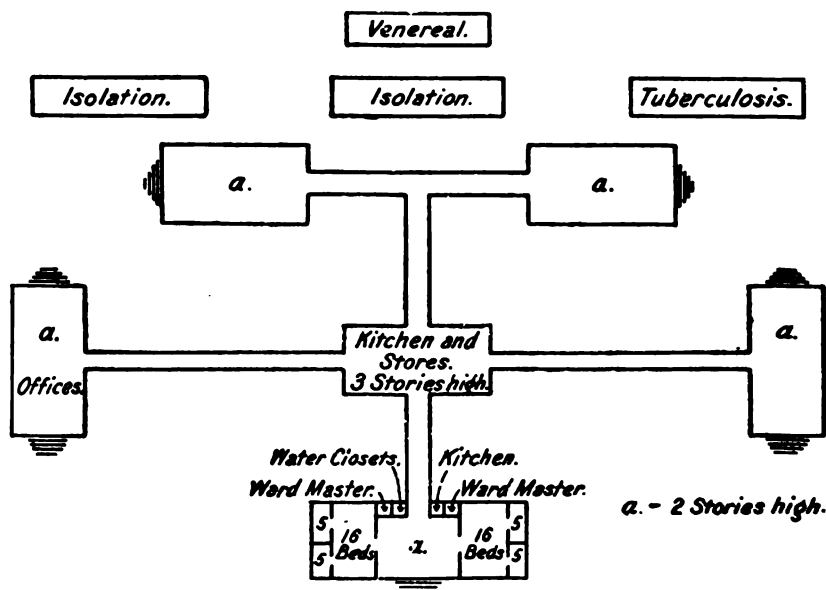 Venereal.
Isolation.
Isolation.
Tuberculosis.
a.
a.
a.
Offices.
Kitchen and
Stores.
3 Stories high.
a.
Water Closets.
Kitchen.
Ward Master.
Ward Master.
a. - 2 Stories high.
5
16
Beds
5
x.
16
Beds
5
5